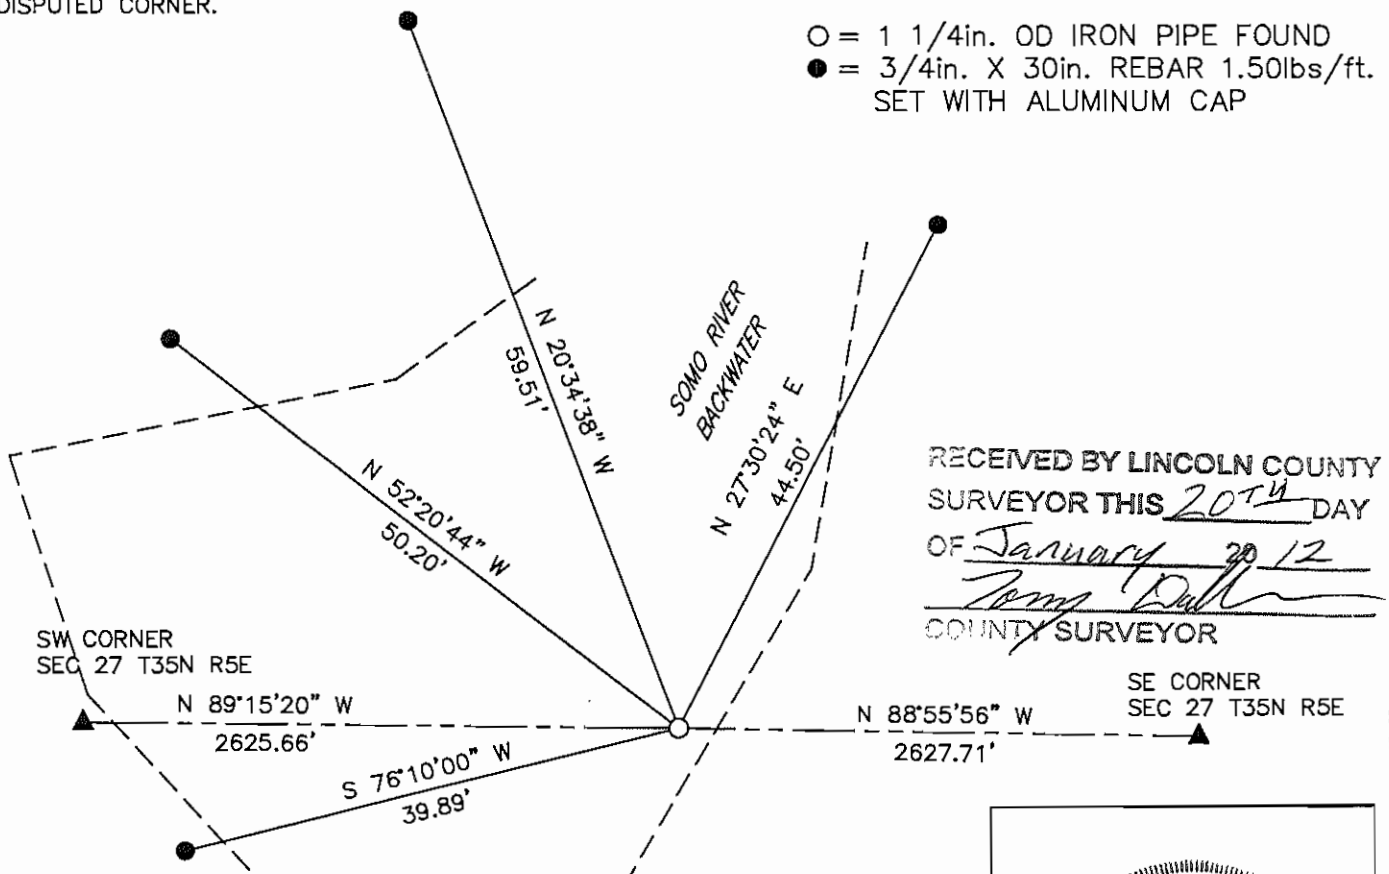 DISPUTED CORNER.
○ = 1 1/4in. OD IRON PIPE FOUND
● = 3/4in. X 30in. REBAR 1.50lbs/ft.
SET WITH ALUMINUM CAP
N 20°34'38" W
59.51'
SOMO RIVER
BACKWATER
N 27°30'24" E
44.50'
N 52°20'44" W
50.20'
RECEIVED BY LINCOLN COUNTY
SURVEYOR THIS 20TH DAY
OF January 20 12
COUNTY SURVEYOR
SW CORNER
SEC 27 T35N R5E
N 89°15'20" W
2625.66'
N 88°55'56" W
2627.71'
SE CORNER
SEC 27 T35N R5E
S 76°10'00" W
39.89'